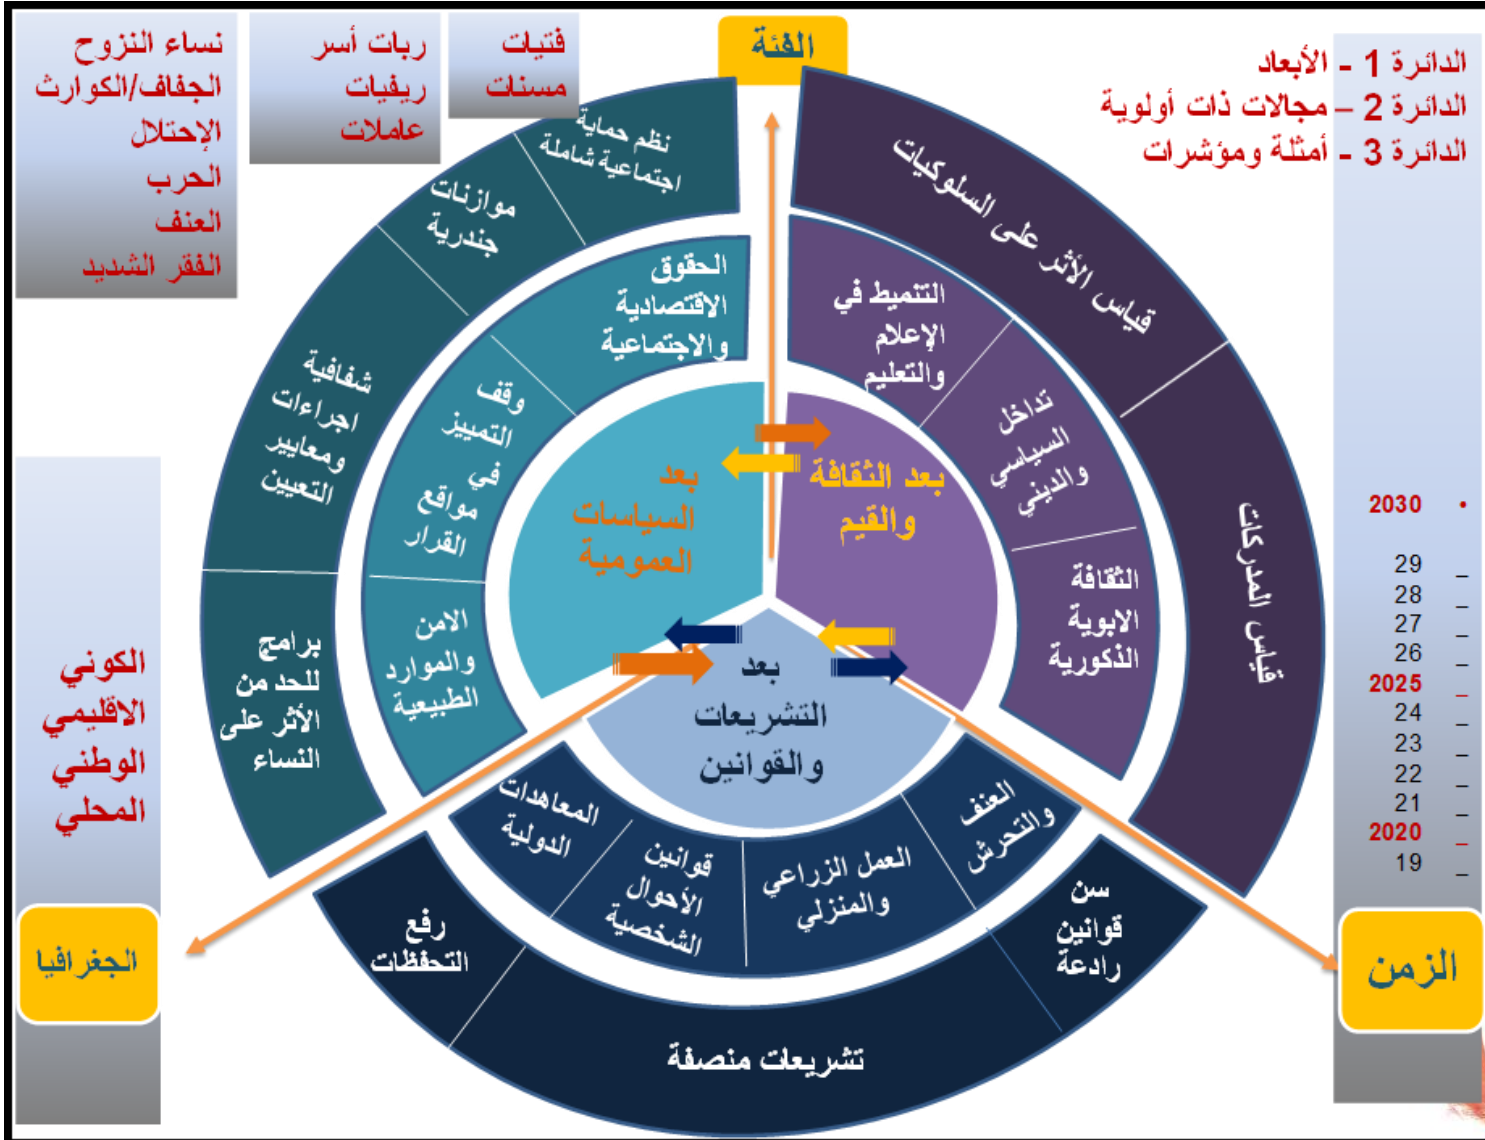 الفئة
الدائرة 1 - الأبعاد
الدائرة 2 – مجالات ذات أولوية
الدائرة 3 - أمثلة ومؤشرات
فتيات
مسنات
ربات أسر
ريفيات
عاملات
نساء النزوح
الجفاف/الكوارث
الإحتلال
الحرب
العنف
الفقر الشديد
قياس الأثر على السلوكيات
قياس المدركات
التنميط في
الإعلام
والتعليم
تداخل
السياسي
والديني
الثقافة
الابوية
الذكورية
بعد الثقافة
والقيم
نظم حماية
اجتماعية شاملة
موازنات
جندرية
شفافية
اجراءات
ومعايير
التعيين
برامج
للحد من
الأثر على
النساء
الحقوق
الاقتصادية
والاجتماعية
وقف
التمييز
في
مواقع
القرار
الامن
والموارد
الطبيعية
بعد
السياسات
العمومية
بعد
التشريعات
والقوانين
العنف
والتحرش
العمل الزراعي
والمنزلي
قوانين
الأحوال
الشخصية
المعاهدات
الدولية
سن
قوانين
رادعة
تشريعات منصفة
رفع
التحفظات
• 2030
_ 29
_ 28
_ 27
_ 26
_ 2025
_ 24
_ 23
_ 22
_ 21
_ 2020
_ 19
الزمن
الكوني
الاقليمي
الوطني
المحلي
الجغرافيا